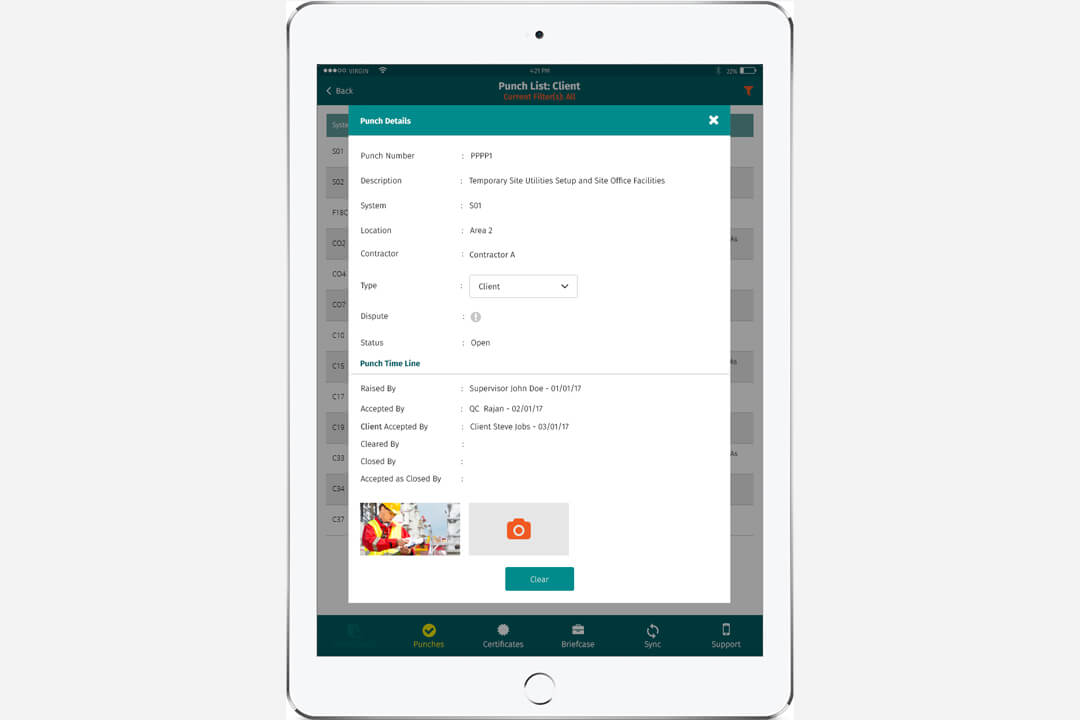 VIRGIN 4:21 PM 22%
Back
Punch List: Client
Current Filter(s): All
Syste
Punch Details
S01
S02
F18C
CO2
As
CO4
CO7
C10
C15
As
C17
C19
C33
As
C34
C37
Punch Number : PPPP1
Description : Temporary Site Utilities Setup and Site Office Facilities
System : S01
Location : Area 2
Contractor : Contractor A
Type : Client
Dispute :
Status : Open
Punch Time Line
Raised By : Supervisor John Doe - 01/01/17
Accepted By : QC Rajan - 02/01/17
Client Accepted By : Client Steve Jobs - 03/01/17
Cleared By :
Closed By :
Accepted as Closed By :
Clear
Punches
Certificates
Briefcase
Sync
Support